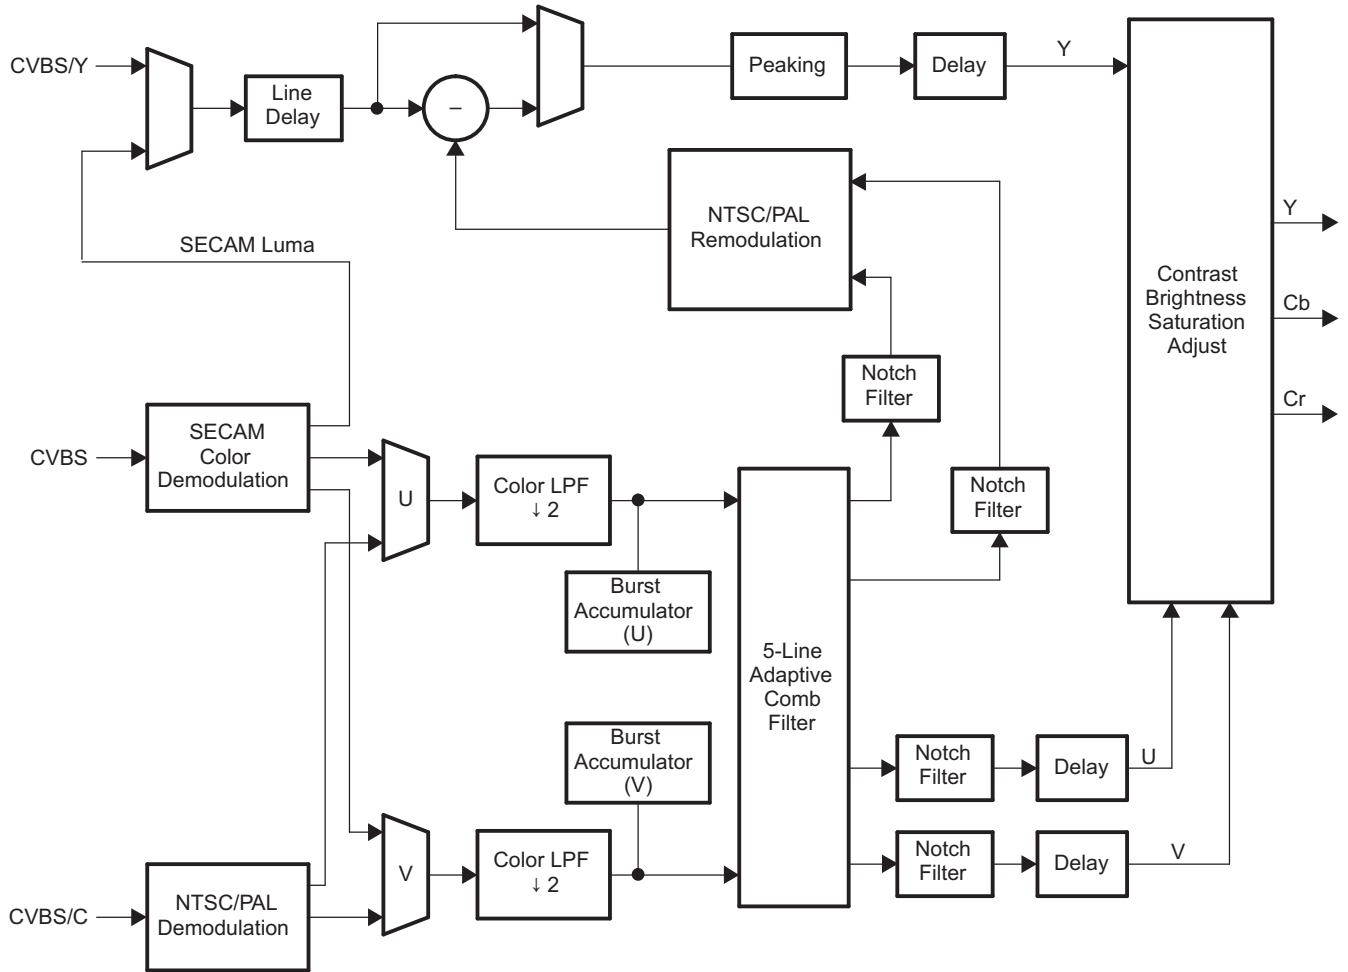 CVBS/Y
Line
Delay
–
Peaking
Delay
Y
NTSC/PAL
Remodulation
SECAM Luma
Contrast
Brightness
Saturation
Adjust
Y
Cb
Cr
Notch
Filter
CVBS
SECAM
Color
Demodulation
U
Color LPF
↓ 2
Notch
Filter
Burst
Accumulator
(U)
5-Line
Adaptive
Comb
Filter
Burst
Accumulator
(V)
Notch
Filter
Delay
U
CVBS/C
NTSC/PAL
Demodulation
V
Color LPF
↓ 2
Notch
Filter
Delay
V